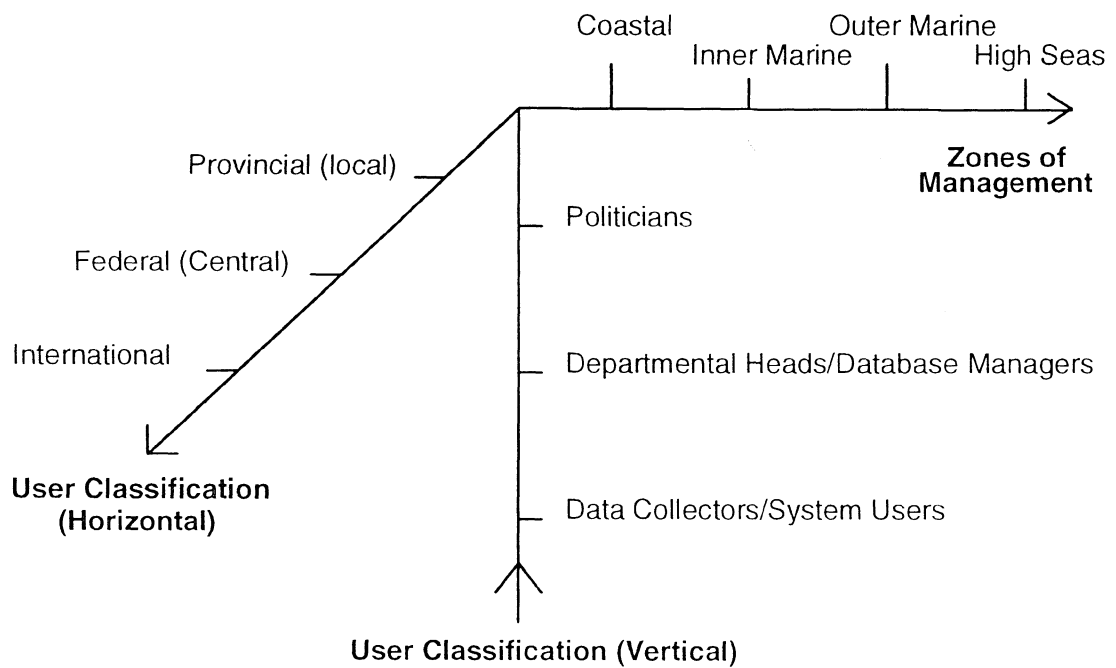 Coastal
Outer Marine
Inner Marine
High Seas
Zones of
Management
Provincial (local)
Politicians
Federal (Central)
International
Departmental Heads/Database Managers
User Classification
(Horizontal)
Data Collectors/System Users
User Classification (Vertical)